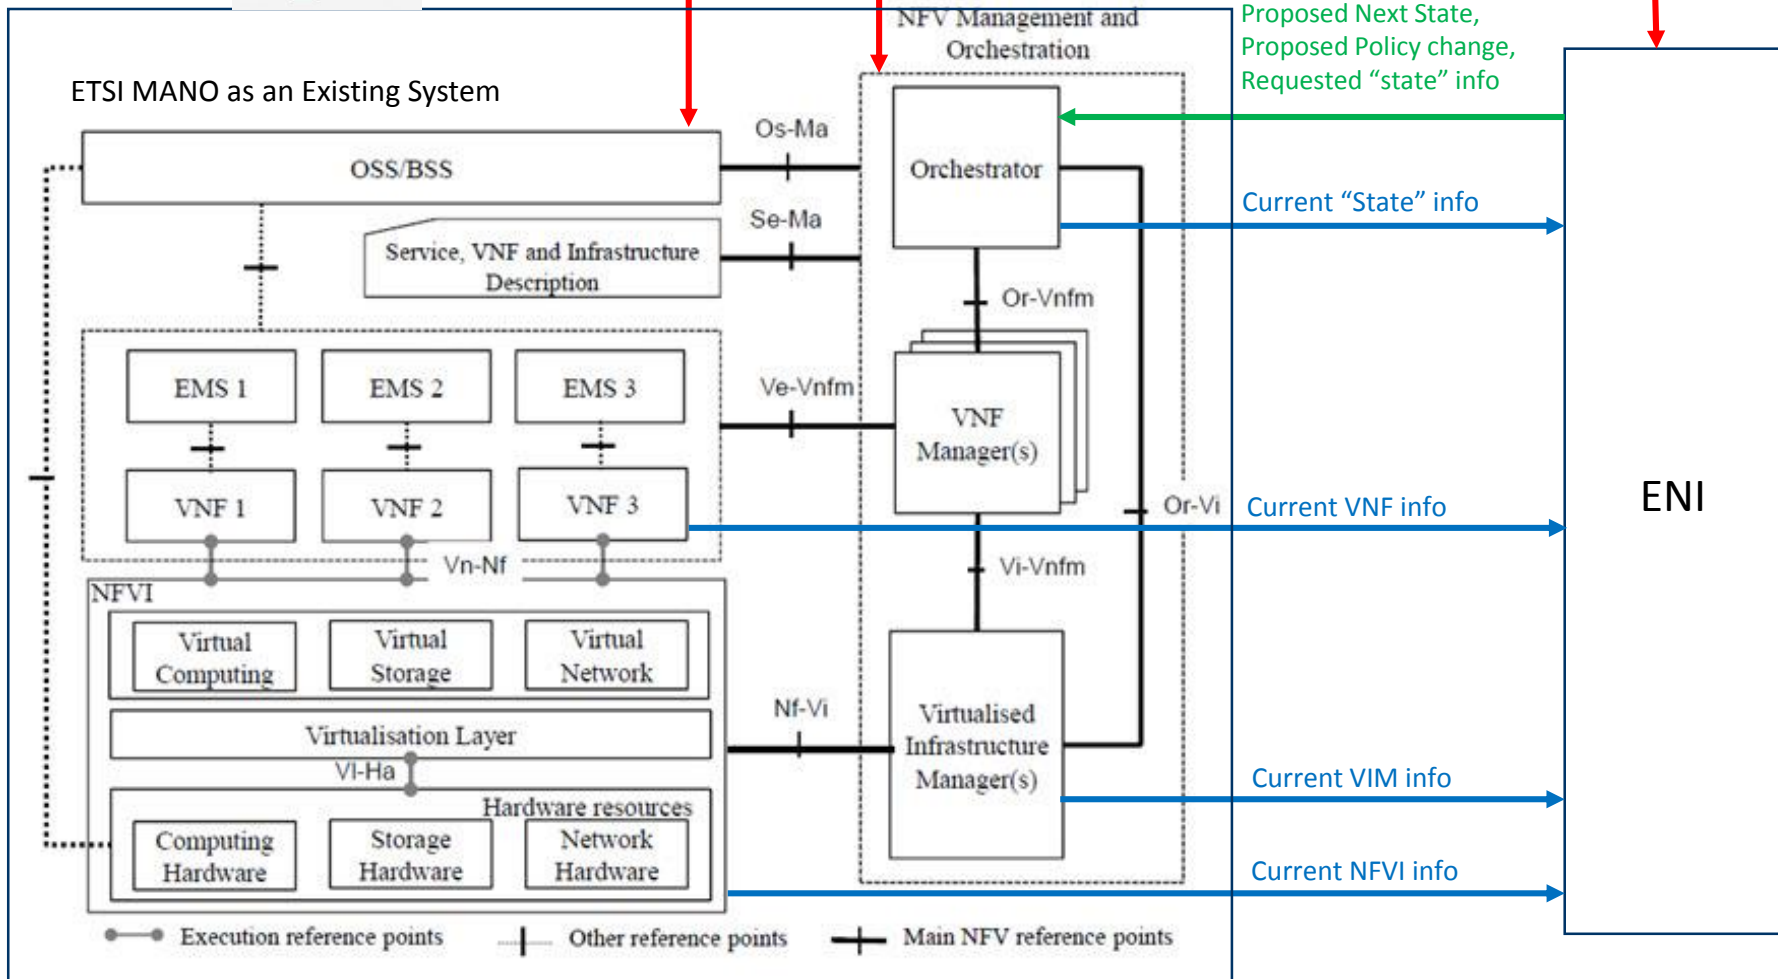 NFV Management and
Orchestration
Proposed Next State,
Proposed Policy change,
Requested “state” info
ETSI MANO as an Existing System
Os-Ma
OSS/BSS
Orchestrator
Current “State” info
Se-Ma
Service, VNF and Infrastructure
Description
Or-Vnfm
EMS 1
EMS 2
EMS 3
Ve-Vnfm
VNF
Manager(s)
VNF 1
VNF 2
VNF 3
Or-Vi
Current VNF info
ENI
Vn-Nf
Vi-Vnfm
NFVI
Virtual
Computing
Virtual
Storage
Virtual
Network
Nf-Vi
Virtualised
Infrastructure
Manager(s)
Virtualisation Layer
Vl-Ha
Current VIM info
Hardware resources
Computing
Hardware
Storage
Hardware
Network
Hardware
Current NFVI info
Execution reference points
Other reference points
Main NFV reference points